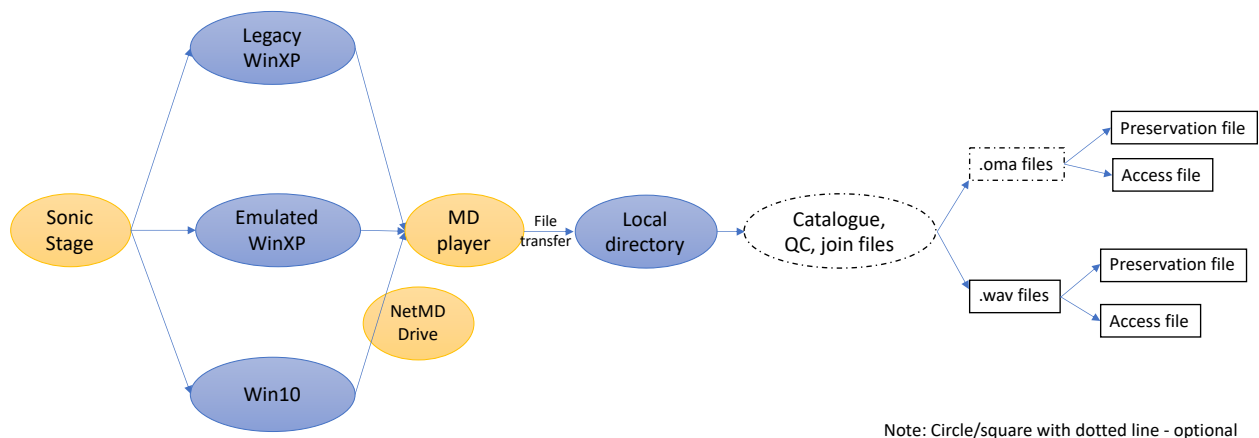 Legacy
WinXP
Sonic
Stage
Emulated
WinXP
MD
player
File
transfer
Local
directory
Catalogue,
QC, join files
.oma files
Preservation file
Access file
.wav files
Preservation file
Access file
NetMD
Drive
Win10
Note: Circle/square with dotted line - optional